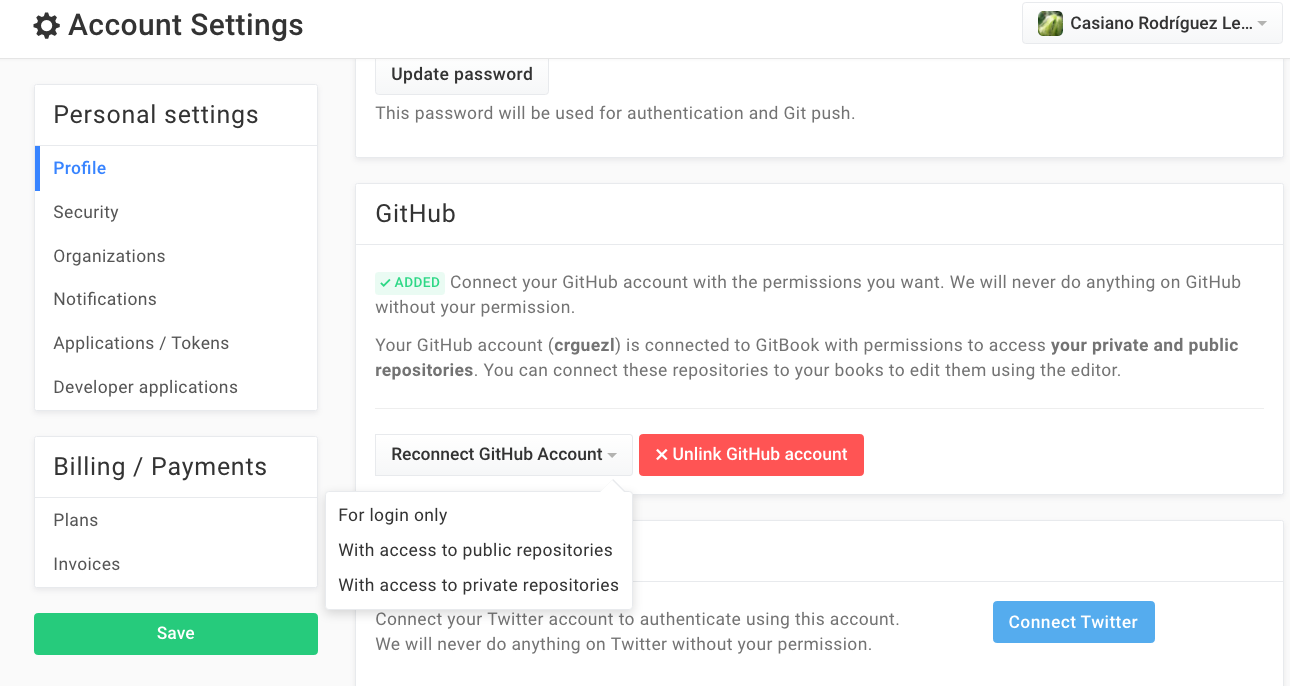 Account Settings
Casiano Rodríguez Le...
Personal settings
Profile
Security
Organizations
Notifications
Applications / Tokens
Developer applications
Billing / Payments
Plans
Invoices
Save
Update password
This password will be used for authentication and Git push.
GitHub
ADDED Connect your GitHub account with the permissions you want. We will never do anything on GitHub
without your permission.
Your GitHub account (crguezl) is connected to GitBook with permissions to access your private and public
repositories. You can connect these repositories to your books to edit them using the editor.
Reconnect GitHub Account
Unlink GitHub account
For login only
With access to public repositories
With access to private repositories
Connect your Twitter account to authenticate using this account.
We will never do anything on Twitter without your permission.
Connect Twitter